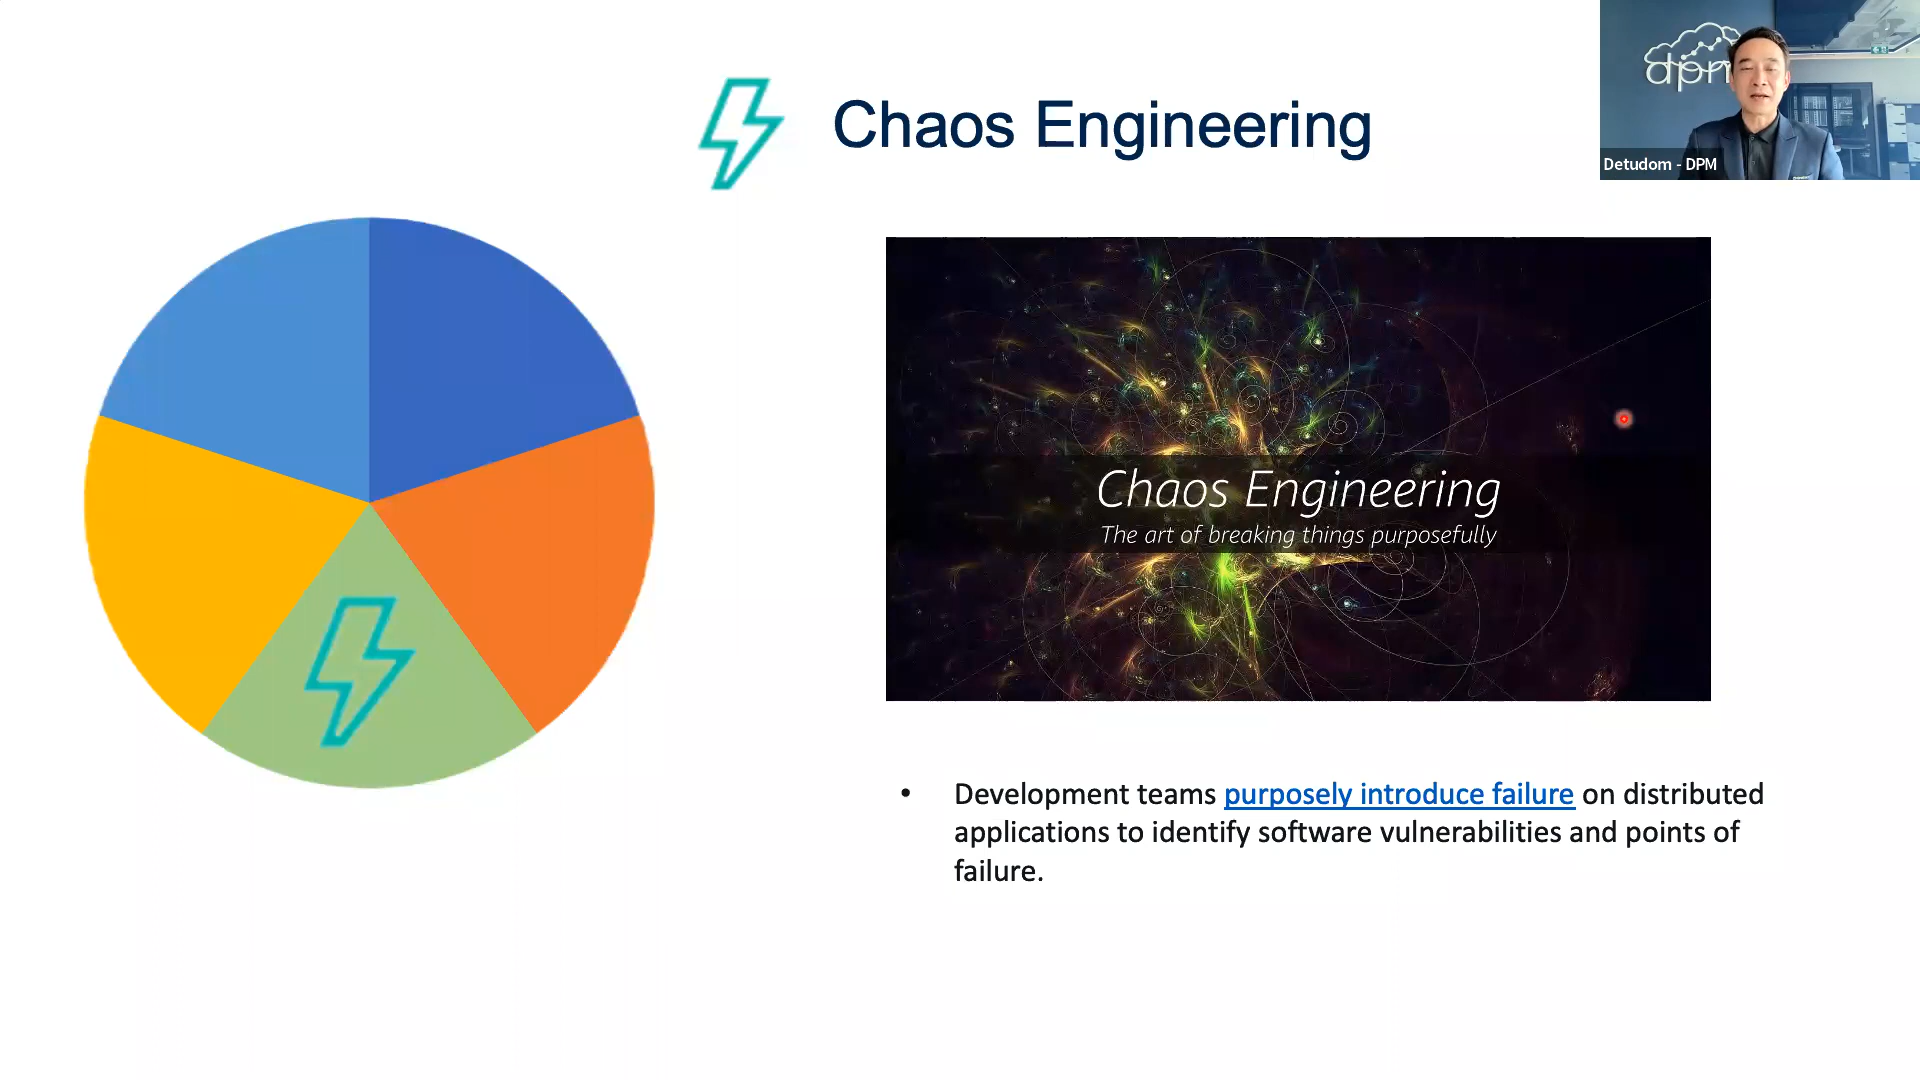 Chaos Engineering
dpm
Detudom - DPM
Chaos Engineering
The art of breaking things purposefully
• Development teams purposely introduce failure on distributed
applications to identify software vulnerabilities and points of
failure.